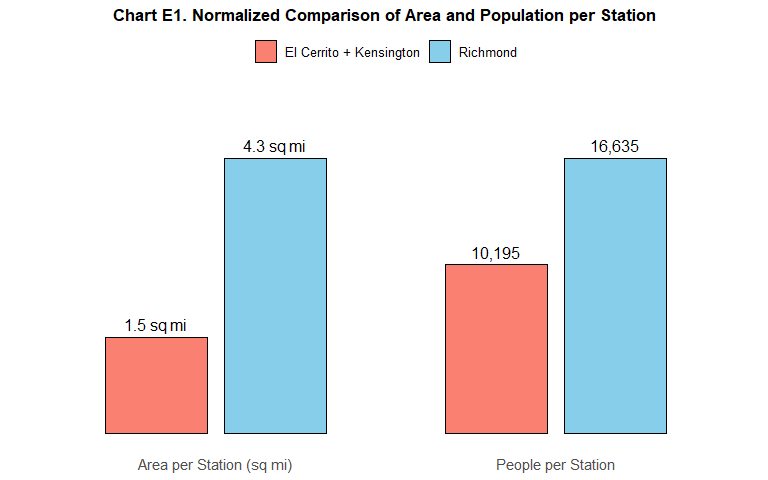 Chart E1. Normalized Comparison of Area and Population per Station
El Cerrito + Kensington Richmond
4.3 sq mi 16,635
10,195
1.5 sq mi
Area per Station (sq mi) People per Station